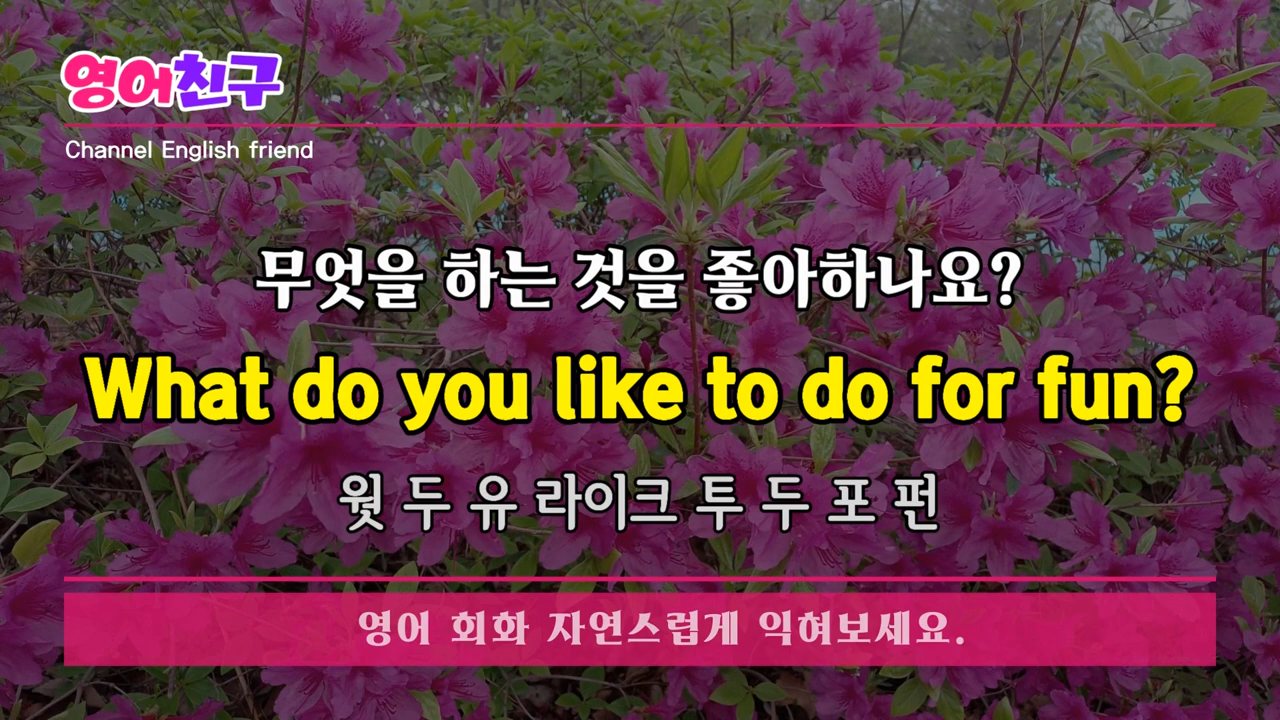 영어친구
Channel English friend
무엇을 하는 것을 좋아하나요?
What do you like to do for fun?
웟 두 유 라이크 투 두 포 펀
영어 회화 자연스럽게 익혀보세요.